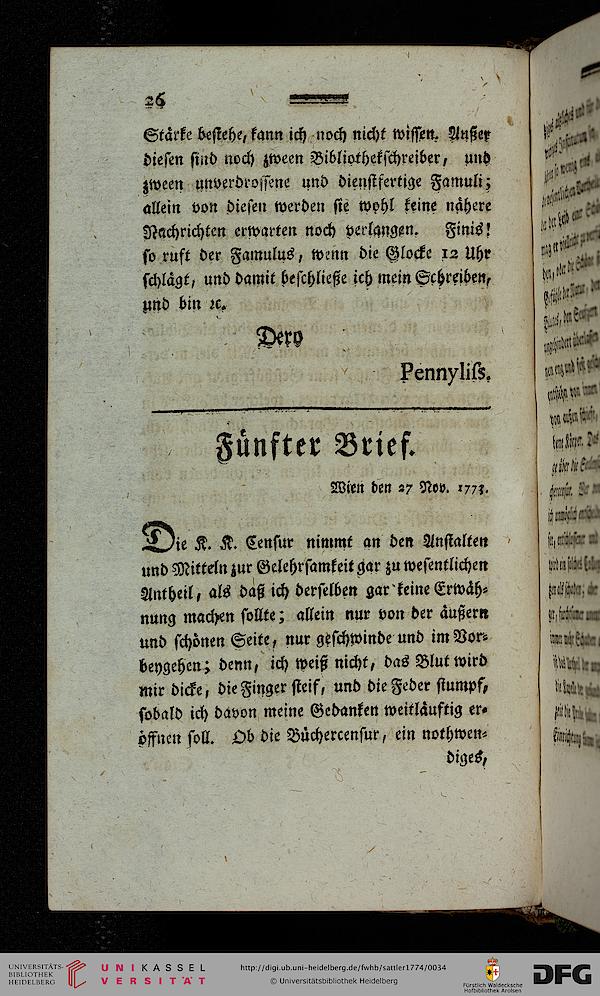 26
Stärke bestehe, kann ich noch nicht wissen. Außer
diesen sind noch zween Bibliothekschreiber, und
zween unverdrossene und dienstfertige Famuli;
allein von diesen werden sie wohl keine nähere
Nachrichten erwarten noch verlangen. Finis!
so ruft der Famulus, wenn die Glocke 12 Uhr
schlägt, und damit beschließe ich mein Schreiben,
und bin ꝛc.
Dero
Pennyliſs.
Fünfter Brief.
Wien den 27 Nov. 1773.
Die K. K. Censur nimmt an den Anstalten
und Mitteln zur Gelehrsamkeit gar zu wesentlichen
Antheil, als daß ich derselben gar keine Erwäh-
nung machen sollte; allein nur von der äußern
und schönen Seite, nur geschwinde und im Vor-
beygehen; denn, ich weiß nicht, das Blut wird
mir dicke, die Finger steif, und die Feder stumpf,
sobald ich davon meine Gedanken weitläuftig er-
öffnen soll. Ob die Büchercensur, ein nothwen-
diges,
UNIVERSITÄTS-
BIBLIOTHEK
HEIDELBERG
UNIKASSEL
VERSITÄT
http://digi.ub.uni-heidelberg.de/fwhb/sattler1774/0034
© Universitätsbibliothek Heidelberg
Fürstlich Waldecksche
Hofbibliothek Arolsen
DFG